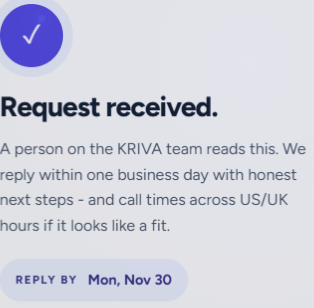 Request received.
A person on the KRIVA team reads this. We
reply within one business day with honest
next steps - and call times across US/UK
hours if it looks like a fit.
REPLY BY Mon, Nov 30